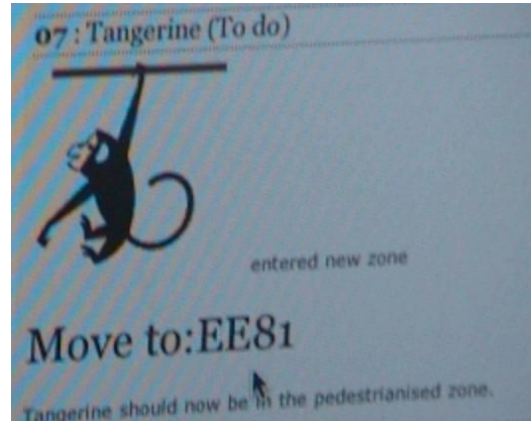 07 : Tangerine (To do)
entered new zone
Move to:EE81
Tangerine should now be in the pedestrianised zone.